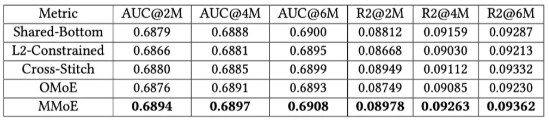 Metric AUC@2M AUC@4M AUC@6M R2@2M R2@4M R2@6M
Shared-Bottom 0.6879 0.6888 0.6900 0.08812 0.09159 0.09287
L2-Constrained 0.6866 0.6881 0.6895 0.08668 0.09030 0.09213
Cross-Stitch 0.6880 0.6885 0.6899 0.08949 0.09112 0.09332
OMoE 0.6876 0.6891 0.6893 0.08749 0.09085 0.09230
MMoE 0.6894 0.6897 0.6908 0.08978 0.09263 0.09362